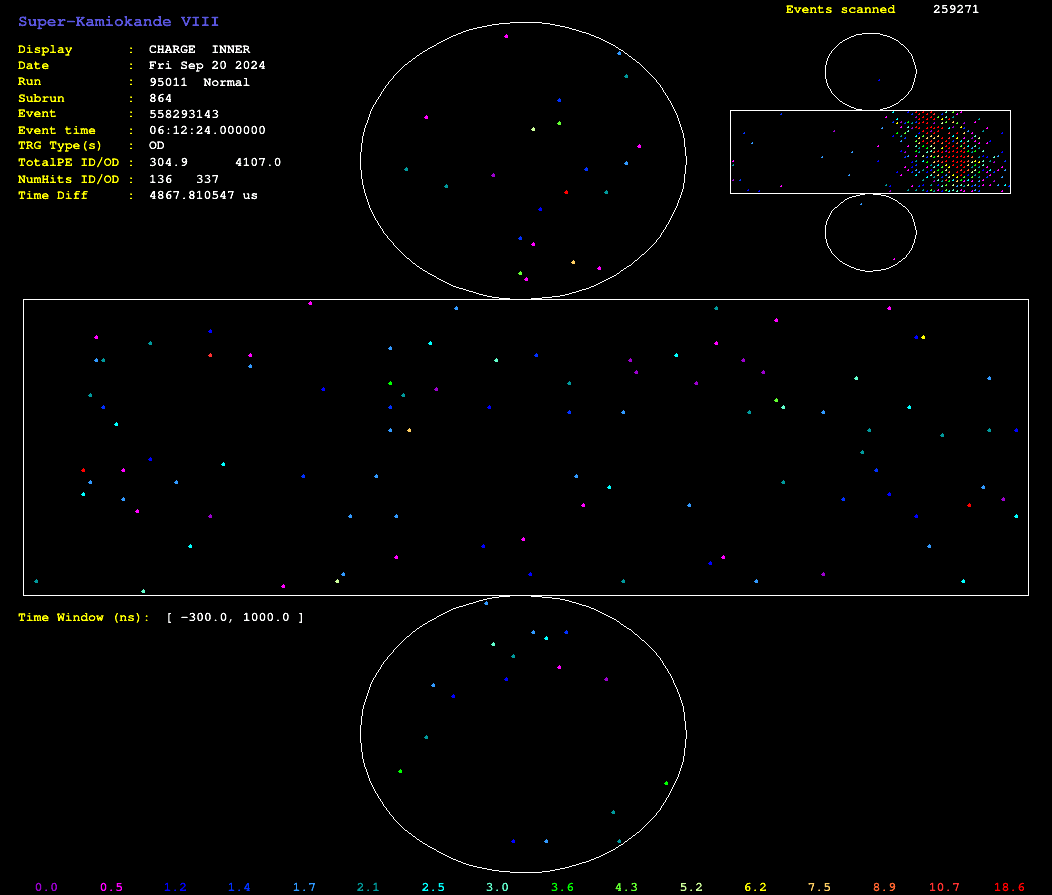 Super-Kamiokande VIII
Events scanned 259271
Display : CHARGE INNER
Date : Fri Sep 20 2024
Run : 95011 Normal
Subrun : 864
Event : 558293143
Event time : 06:12:24.000000
TRG Type(s) : OD
TotalPE ID/OD : 304.9 4107.0
NumHits ID/OD : 136 337
Time Diff : 4867.810547 us
Time Window (ns): [ -300.0, 1000.0 ]
0.0 0.5 1.2 1.4 1.7 2.1 2.5 3.0 3.6 4.3 5.2 6.2 7.5 8.9 10.7 18.6